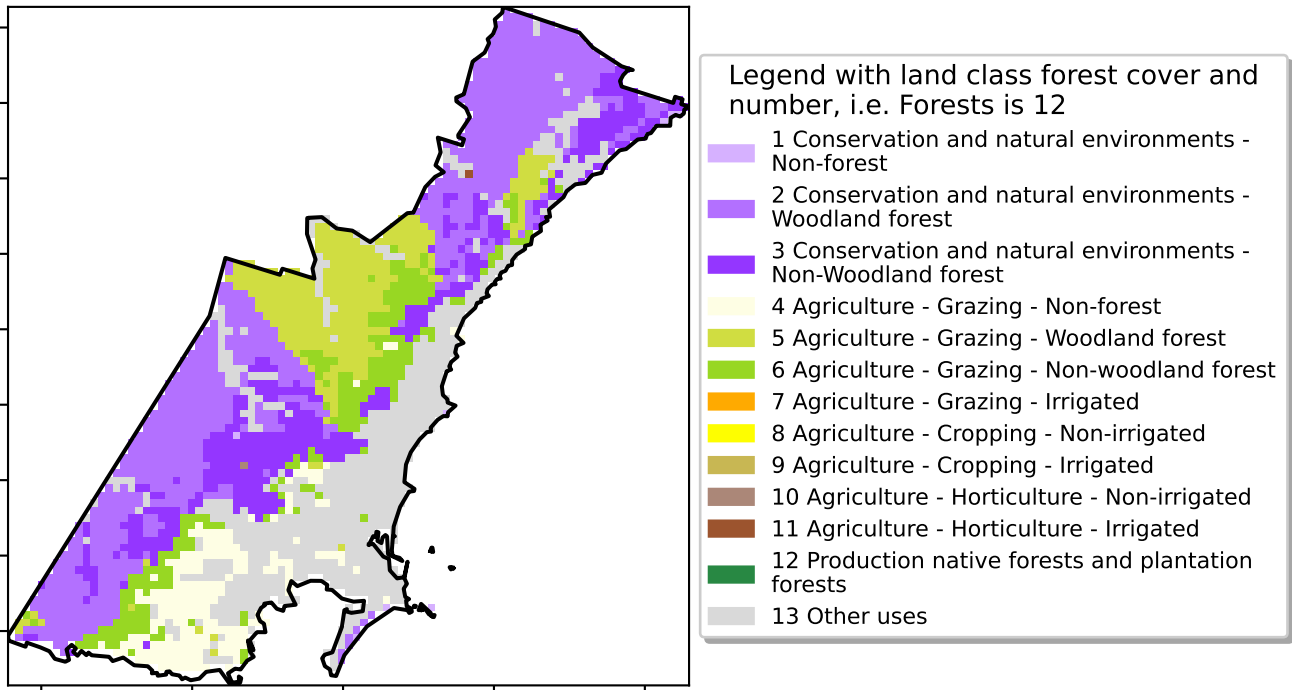 Legend with land class forest cover and
number, i.e. Forests is 12
1 Conservation and natural environments -
Non-forest
2 Conservation and natural environments -
Woodland forest
3 Conservation and natural environments -
Non-Woodland forest
4 Agriculture - Grazing - Non-forest
5 Agriculture - Grazing - Woodland forest
6 Agriculture - Grazing - Non-woodland forest
7 Agriculture - Grazing - Irrigated
8 Agriculture - Cropping - Non-irrigated
9 Agriculture - Cropping - Irrigated
10 Agriculture - Horticulture - Non-irrigated
11 Agriculture - Horticulture - Irrigated
12 Production native forests and plantation
forests
13 Other uses